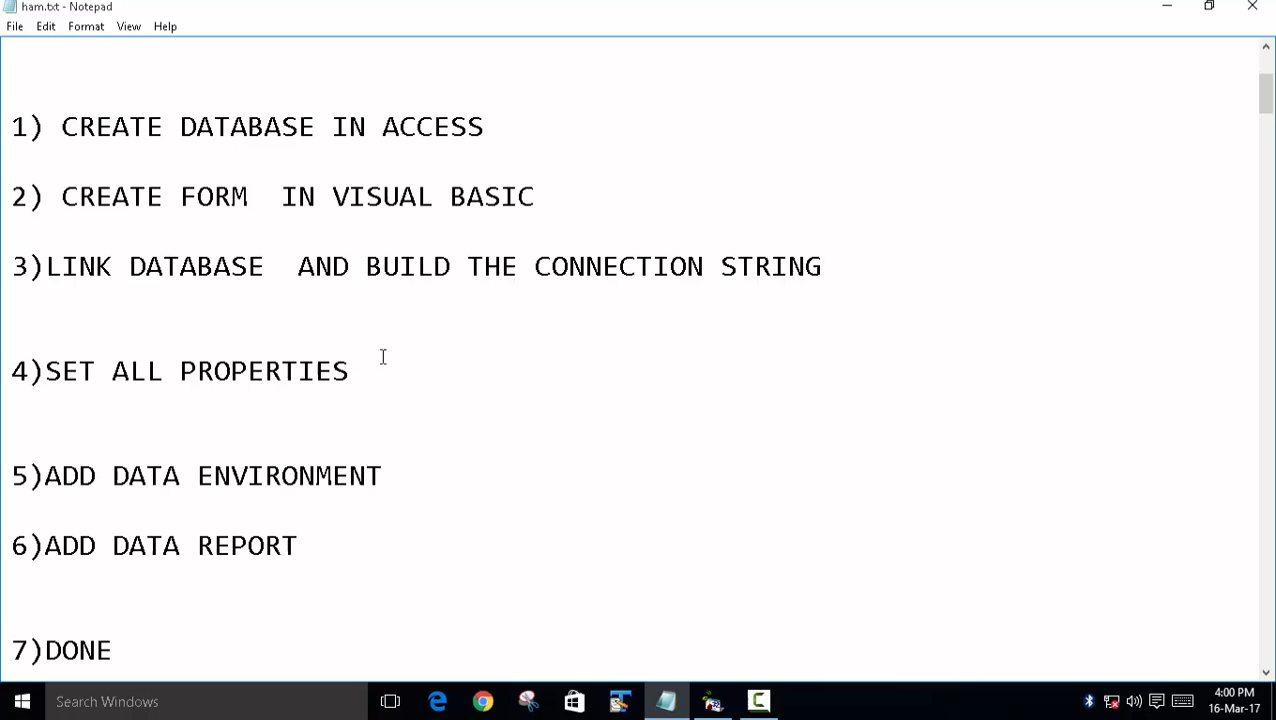 ham.txt - Notepad
File Edit Format View Help
1) CREATE DATABASE IN ACCESS
2) CREATE FORM  IN VISUAL BASIC
3)LINK DATABASE  AND BUILD THE CONNECTION STRING
4)SET ALL PROPERTIES
5)ADD DATA ENVIRONMENT
6)ADD DATA REPORT
7)DONE
Search Windows
4:00 PM
16-Mar-17